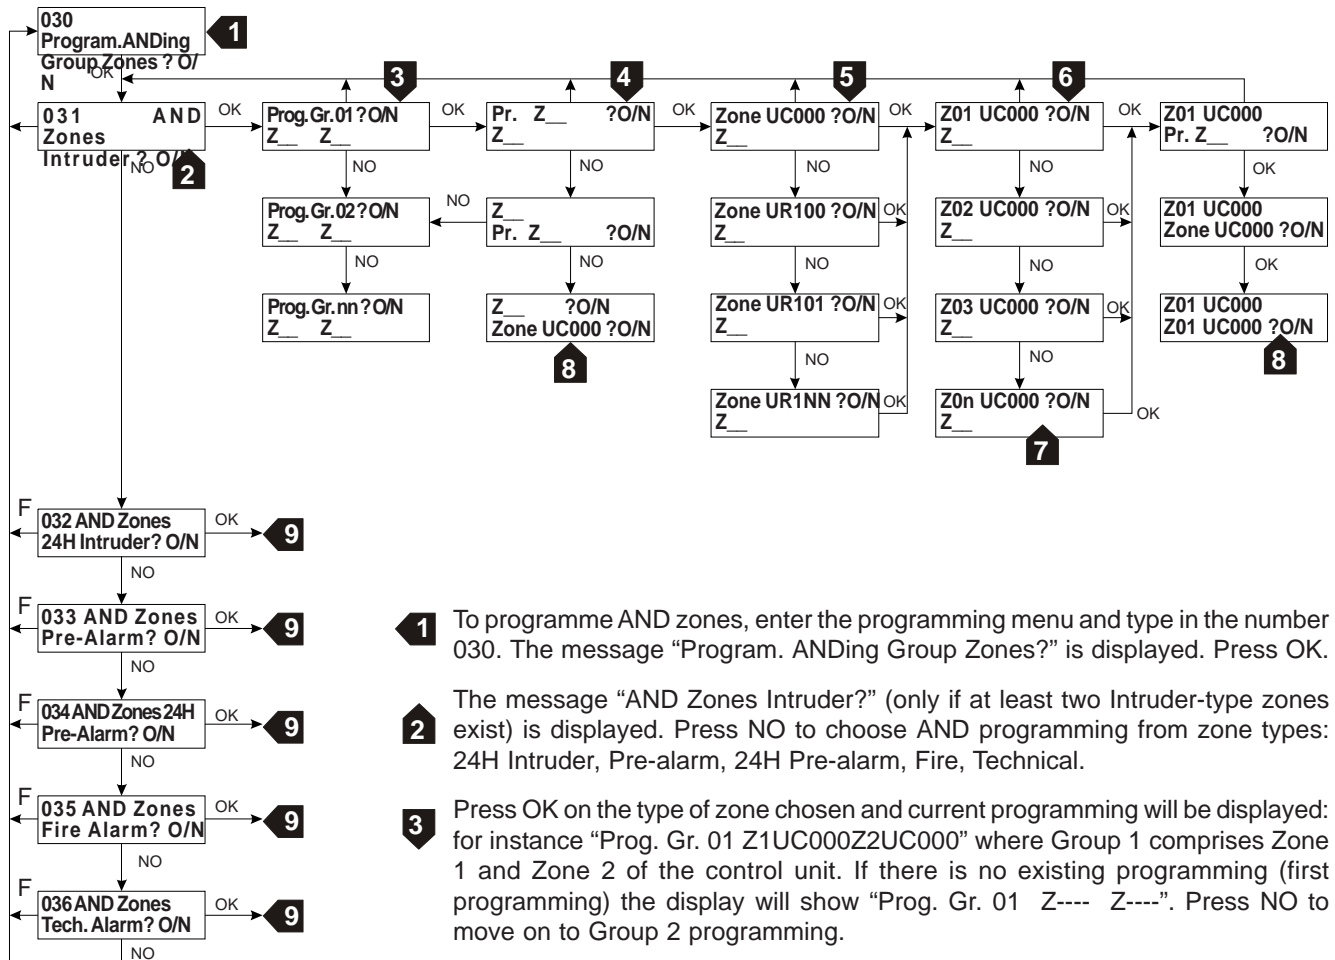 030
Program.ANDing
Group Zones ? O/
N
OK
1
031 AND
Zones
Intruder ? O/N
OK
NO
2
3
Prog.Gr.01?O/N
Z__ Z__
OK
NO
Prog.Gr.02?O/N
Z__ Z__
NO
Prog.Gr.nn?O/N
Z__ Z__
4
Pr. Z__ ?O/N
Z__
OK
NO
NO
Z__
Pr. Z__ ?O/N
NO
Z__ ?O/N
Zone UC000 ?O/N
8
5
Zone UC000 ?O/N
Z__
OK
NO
Zone UR100 ?O/N
Z__
OK
NO
Zone UR101 ?O/N
Z__
OK
NO
Zone UR1NN ?O/N
Z__
OK
6
Z01 UC000 ?O/N
Z__
OK
NO
Z02 UC000 ?O/N
Z__
OK
NO
Z03 UC000 ?O/N
Z__
OK
NO
Z0n UC000 ?O/N
Z__
OK
7
Z01 UC000
Pr. Z__ ?O/N
OK
Z01 UC000
Zone UC000 ?O/N
OK
Z01 UC000
Z01 UC000 ?O/N
8
F
032 AND Zones
24H Intruder? O/N
OK
9
NO
F
033 AND Zones
Pre-Alarm? O/N
OK
9
NO
F
034 AND Zones 24H
Pre-Alarm? O/N
OK
9
NO
F
035 AND Zones
Fire Alarm? O/N
OK
9
NO
F
036 AND Zones
Tech. Alarm? O/N
OK
9
NO
1 To programme AND zones, enter the programming menu and type in the number
030. The message “Program. ANDing Group Zones?” is displayed. Press OK.
The message “AND Zones Intruder?” (only if at least two Intruder-type zones
2 exist) is displayed. Press NO to choose AND programming from zone types:
24H Intruder, Pre-alarm, 24H Pre-alarm, Fire, Technical.
3 Press OK on the type of zone chosen and current programming will be displayed:
for instance “Prog. Gr. 01 Z1UC000Z2UC000” where Group 1 comprises Zone
1 and Zone 2 of the control unit. If there is no existing programming (first
programming) the display will show “Prog. Gr. 01 Z---- Z----”. Press NO to
move on to Group 2 programming.